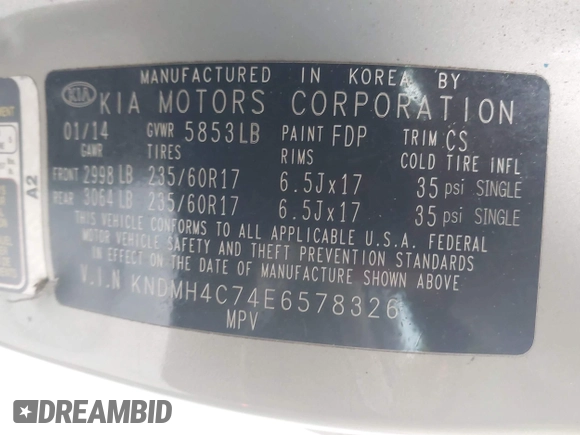 MANUFACTURED IN KOREA BY
KIA KIA MOTORS CORPORATION
01/14 GVWR 5853LB PAINT FDP TRIM CS
GAWR TIRES RIMS COLD TIRE INFL
FRONT 2998 LB 235/60R17 6.5Jx17 35 psi SINGLE
REAR 3064 LB 235/60R17 6.5Jx17 35 psi SINGLE
THIS VEHICLE CONFORMS TO ALL APPLICABLE U.S.A. FEDERAL
MOTOR VEHICLE SAFETY AND THEFT PREVENTION STANDARDS
IN EFFECT ON THE DATE OF MANUFACTURE SHOWN ABOVE
V.I.N KNDMH4C74E6578326
MPV
A2
DREAMBID